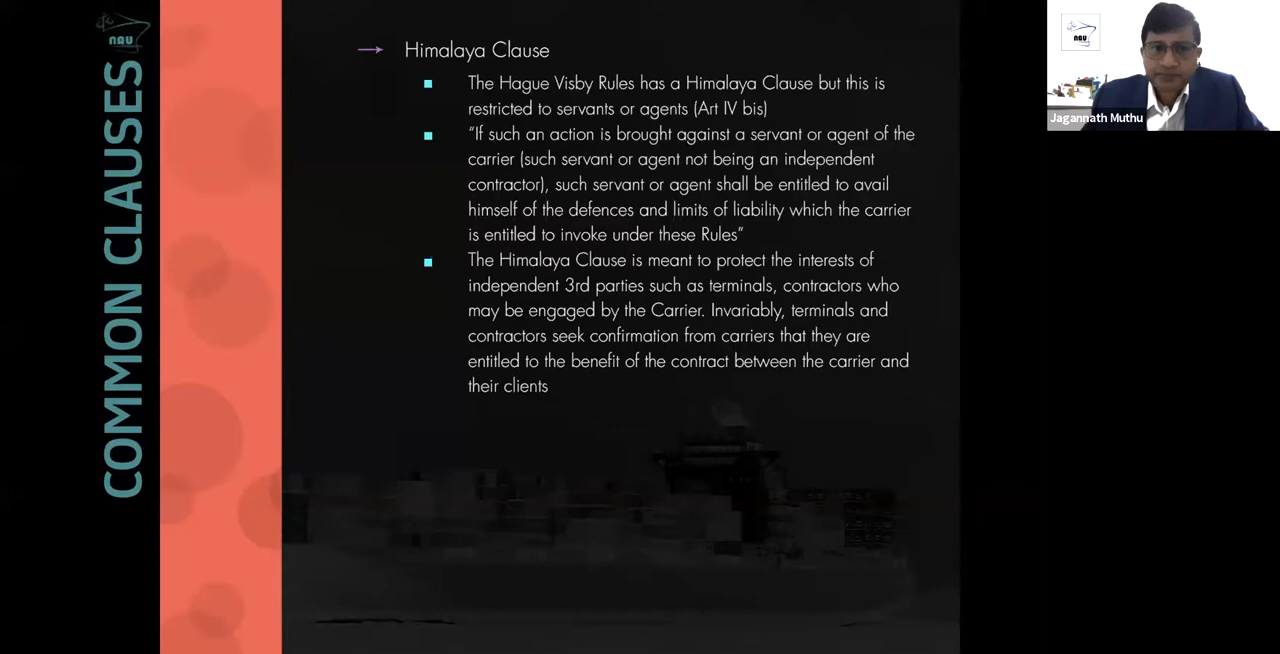 COMMON CLAUSES
nau
Himalaya Clause
The Hague Visby Rules has a Himalaya Clause but this is
restricted to servants or agents (Art IV bis)
“If such an action is brought against a servant or agent of the
carrier (such servant or agent not being an independent
contractor), such servant or agent shall be entitled to avail
himself of the defences and limits of liability which the carrier
is entitled to invoke under these Rules”
The Himalaya Clause is meant to protect the interests of
independent 3rd parties such as terminals, contractors who
may be engaged by the Carrier. Invariably, terminals and
contractors seek confirmation from carriers that they are
entitled to the benefit of the contract between the carrier and
their clients
nau
Jagannath Muthu